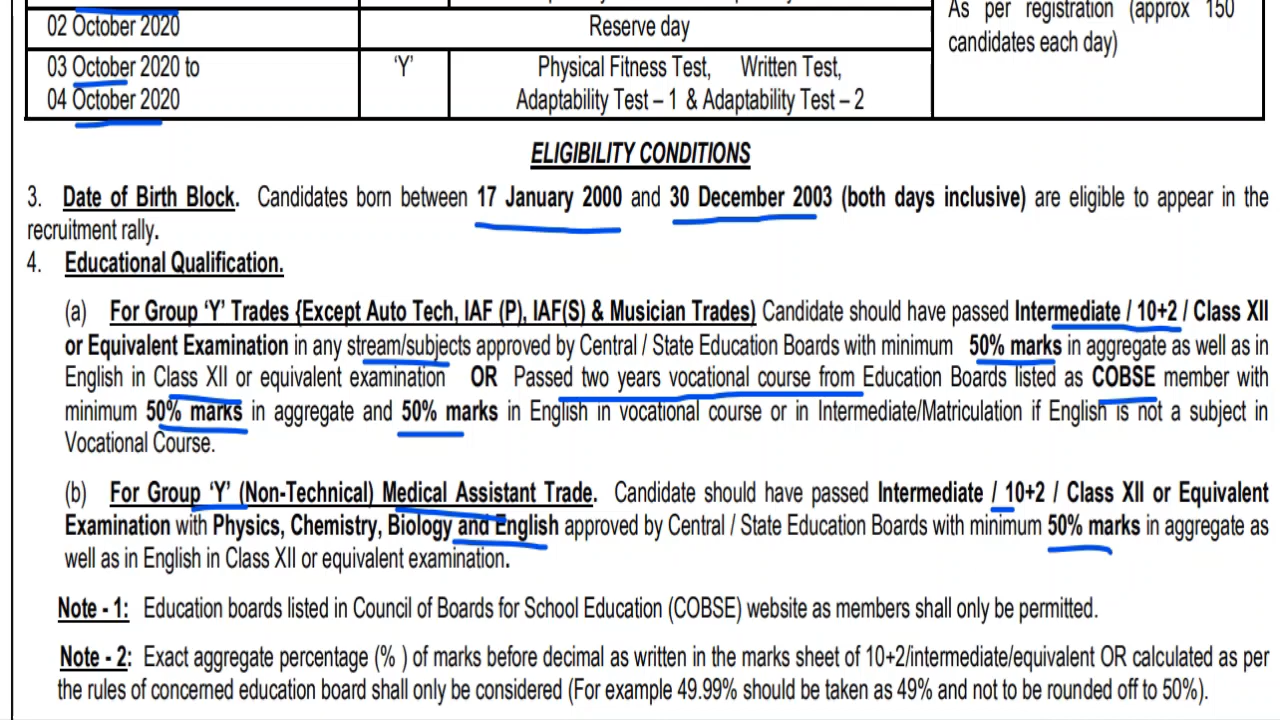 02 October 2020
Reserve day
As per registration (approx 150
candidates each day)
03 October 2020 to
04 October 2020
‘Y’
Physical Fitness Test, Written Test,
Adaptability Test – 1 & Adaptability Test – 2
ELIGIBILITY CONDITIONS
3. Date of Birth Block. Candidates born between 17 January 2000 and 30 December 2003 (both days inclusive) are eligible to appear in the
recruitment rally.
4. Educational Qualification.
(a) For Group ‘Y’ Trades {Except Auto Tech, IAF (P), IAF(S) & Musician Trades) Candidate should have passed Intermediate / 10+2 / Class XII
or Equivalent Examination in any stream/subjects approved by Central / State Education Boards with minimum 50% marks in aggregate as well as in
English in Class XII or equivalent examination OR Passed two years vocational course from Education Boards listed as COBSE member with
minimum 50% marks in aggregate and 50% marks in English in vocational course or in Intermediate/Matriculation if English is not a subject in
Vocational Course.
(b) For Group ‘Y’ (Non-Technical) Medical Assistant Trade. Candidate should have passed Intermediate / 10+2 / Class XII or Equivalent
Examination with Physics, Chemistry, Biology and English approved by Central / State Education Boards with minimum 50% marks in aggregate as
well as in English in Class XII or equivalent examination.
Note - 1: Education boards listed in Council of Boards for School Education (COBSE) website as members shall only be permitted.
Note - 2: Exact aggregate percentage (% ) of marks before decimal as written in the marks sheet of 10+2/intermediate/equivalent OR calculated as per
the rules of concerned education board shall only be considered (For example 49.99% should be taken as 49% and not to be rounded off to 50%).